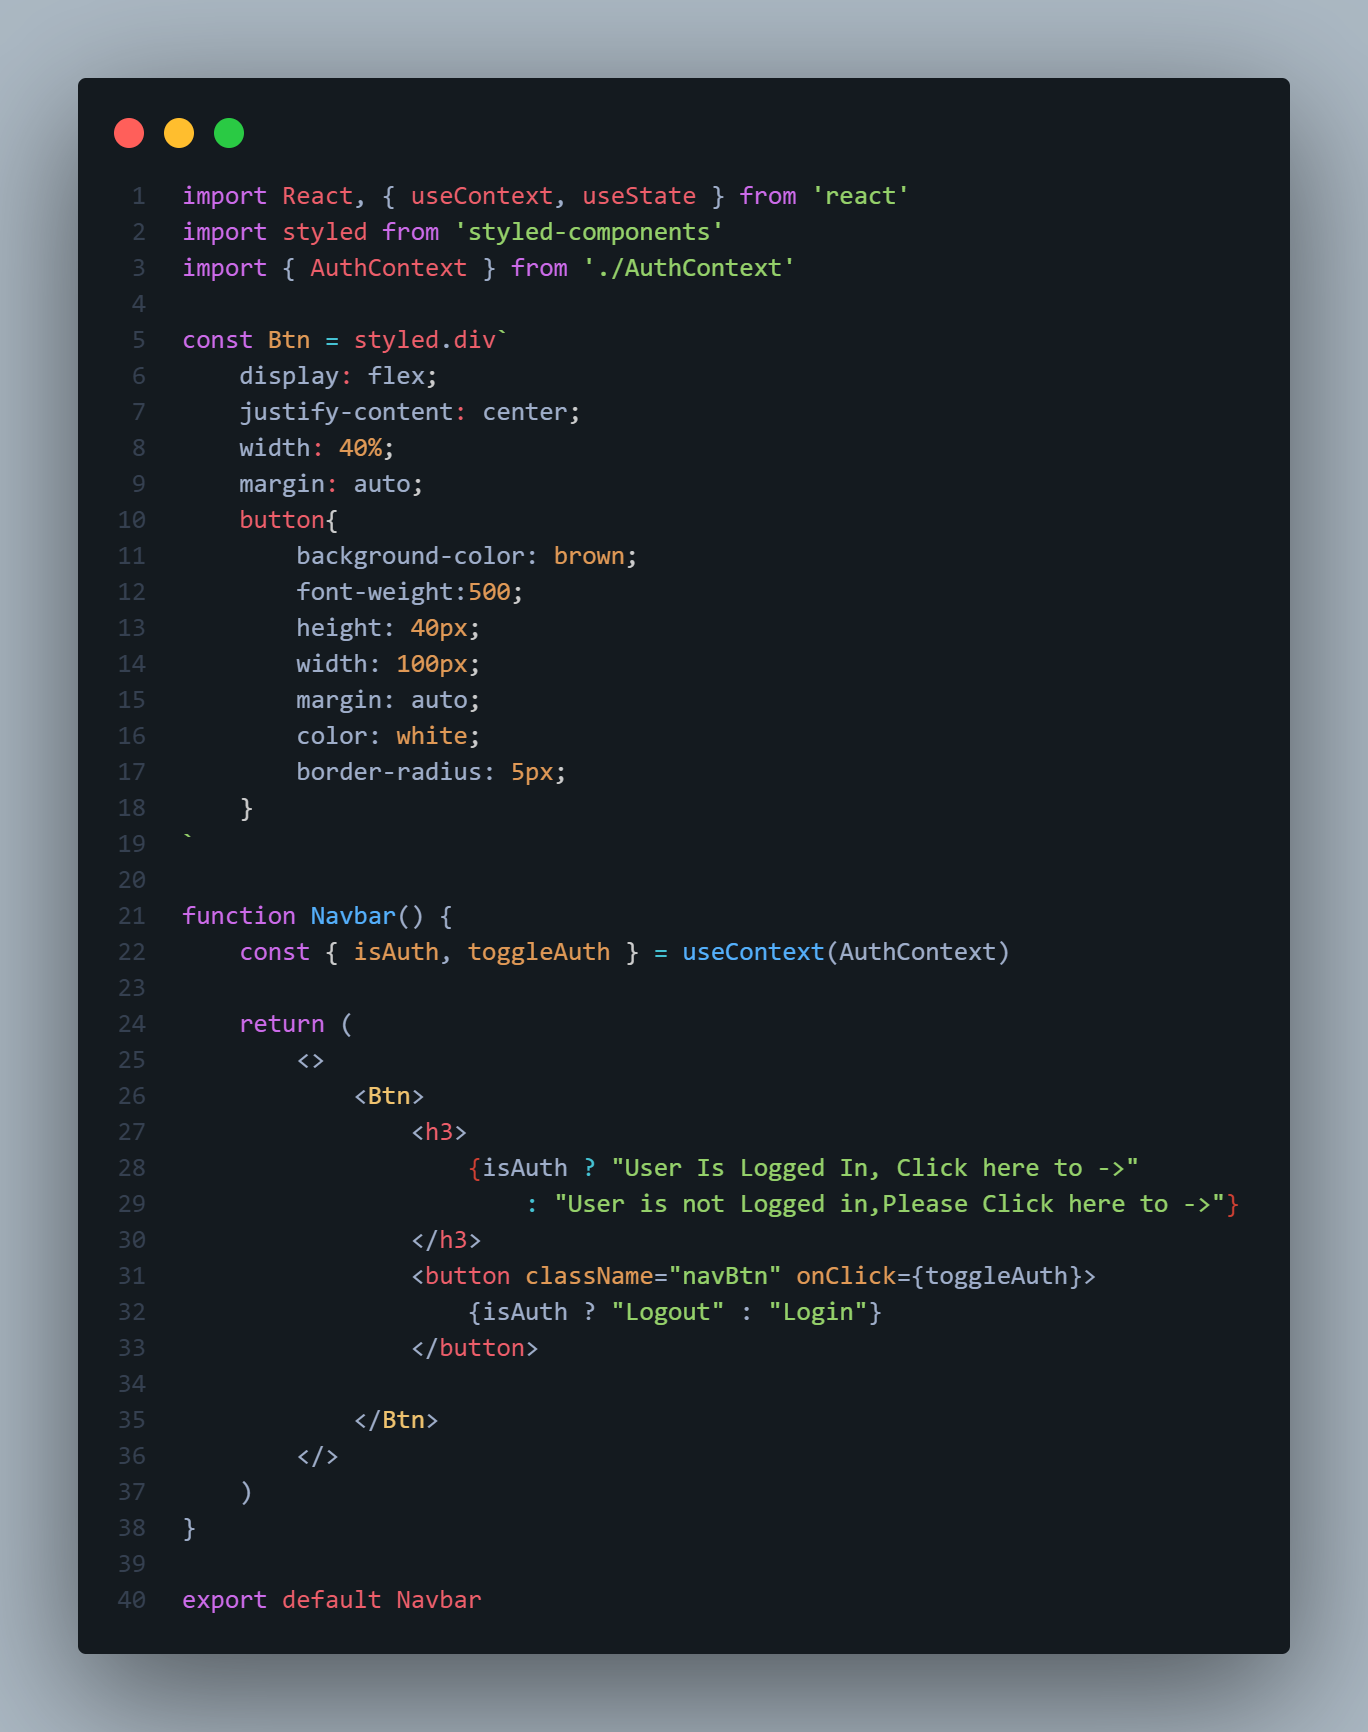 1 import React, { useContext, useState } from 'react'
2 import styled from 'styled-components'
3 import { AuthContext } from './AuthContext'
4
5 const Btn = styled.div`
6     display: flex;
7     justify-content: center;
8     width: 40%;
9     margin: auto;
10     button{
11         background-color: brown;
12         font-weight:500;
13         height: 40px;
14         width: 100px;
15         margin: auto;
16         color: white;
17         border-radius: 5px;
18     }
19 `
20
21 function Navbar() {
22     const { isAuth, toggleAuth } = useContext(AuthContext)
23
24     return (
25         <>
26             <Btn>
27                 <h3>
28                     {isAuth ? "User Is Logged In, Click here to ->"
29                         : "User is not Logged in,Please Click here to ->"}
30                 </h3>
31                 <button className="navBtn" onClick={toggleAuth}>
32                     {isAuth ? "Logout" : "Login"}
33                 </button>
34
35             </Btn>
36         </>
37     )
38 }
39
40 export default Navbar